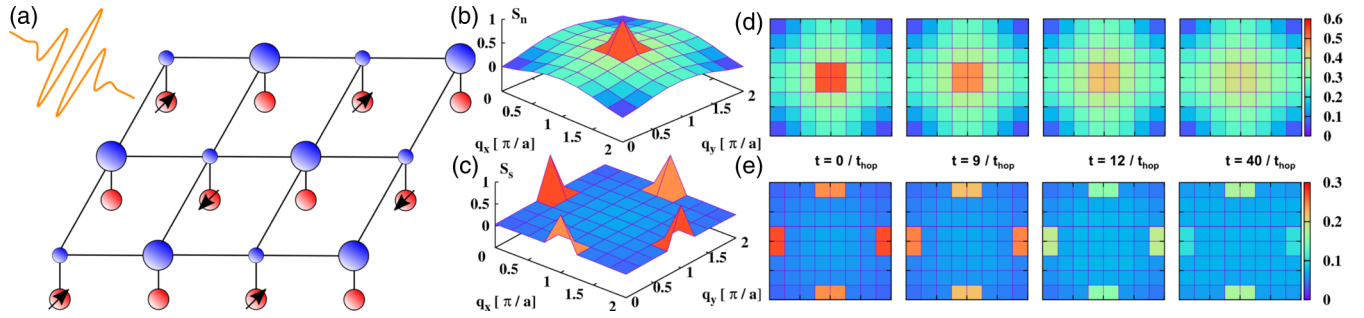 (a)
(b)
S_n
1
0.5
0
0
0.5
1
1.5
2
q_x [ π / a ]
0
0.5
1
1.5
2
q_y [ π / a ]
(c)
S_s
1
0.5
0
0
0.5
1
1.5
2
q_x [ π / a ]
0
0.5
1
1.5
2
q_y [ π / a ]
(d)
0.6
0.5
0.4
0.3
0.2
0.1
0
t = 0 / t_hop
t = 9 / t_hop
t = 12 / t_hop
t = 40 / t_hop
(e)
0.3
0.2
0.1
0